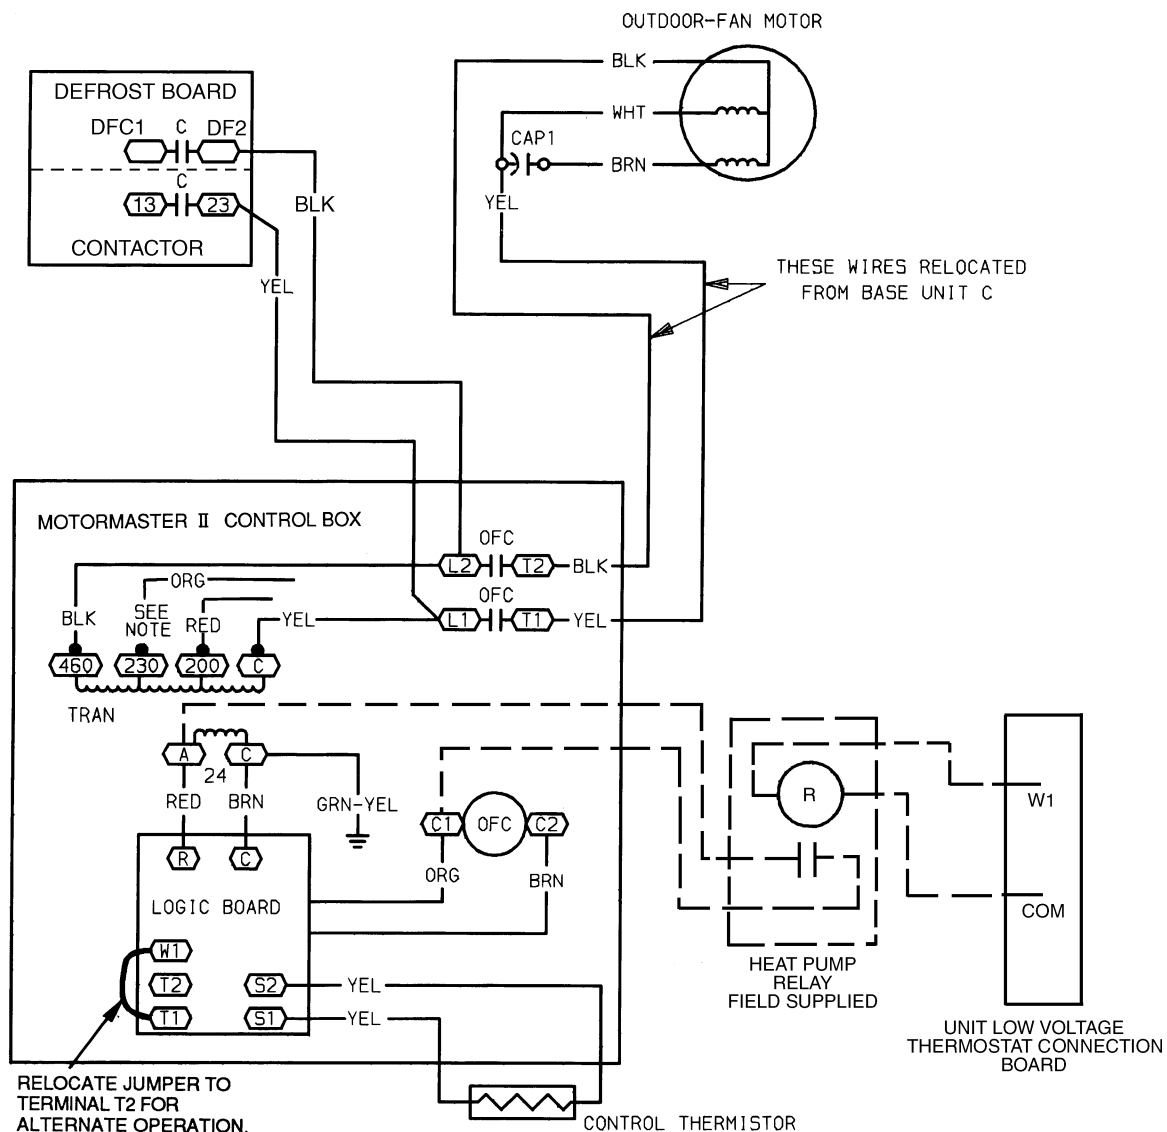 OUTDOOR-FAN MOTOR
BLK
DEFROST BOARD
DFC1 C DF2
WHT
CAP1
BRN
C
13 23
BLK
YEL
CONTACTOR
YEL
THESE WIRES RELOCATED
FROM BASE UNIT C
MOTORMASTER II CONTROL BOX
OFC
L2 T2 BLK
ORG
OFC
BLK
SEE
NOTE
RED
YEL
L1 T1 YEL
460 230 200 C
TRAN
A C
24
RED BRN
GRN-YEL
C1 OFC C2
R
W1
R C
ORG
BRN
LOGIC BOARD
COM
W1
T2 S2 YEL
T1 S1 YEL
HEAT PUMP
RELAY
FIELD SUPPLIED
UNIT LOW VOLTAGE
THERMOSTAT CONNECTION
BOARD
RELOCATE JUMPER TO
TERMINAL T2 FOR
ALTERNATE OPERATION.
CONTROL THERMISTOR